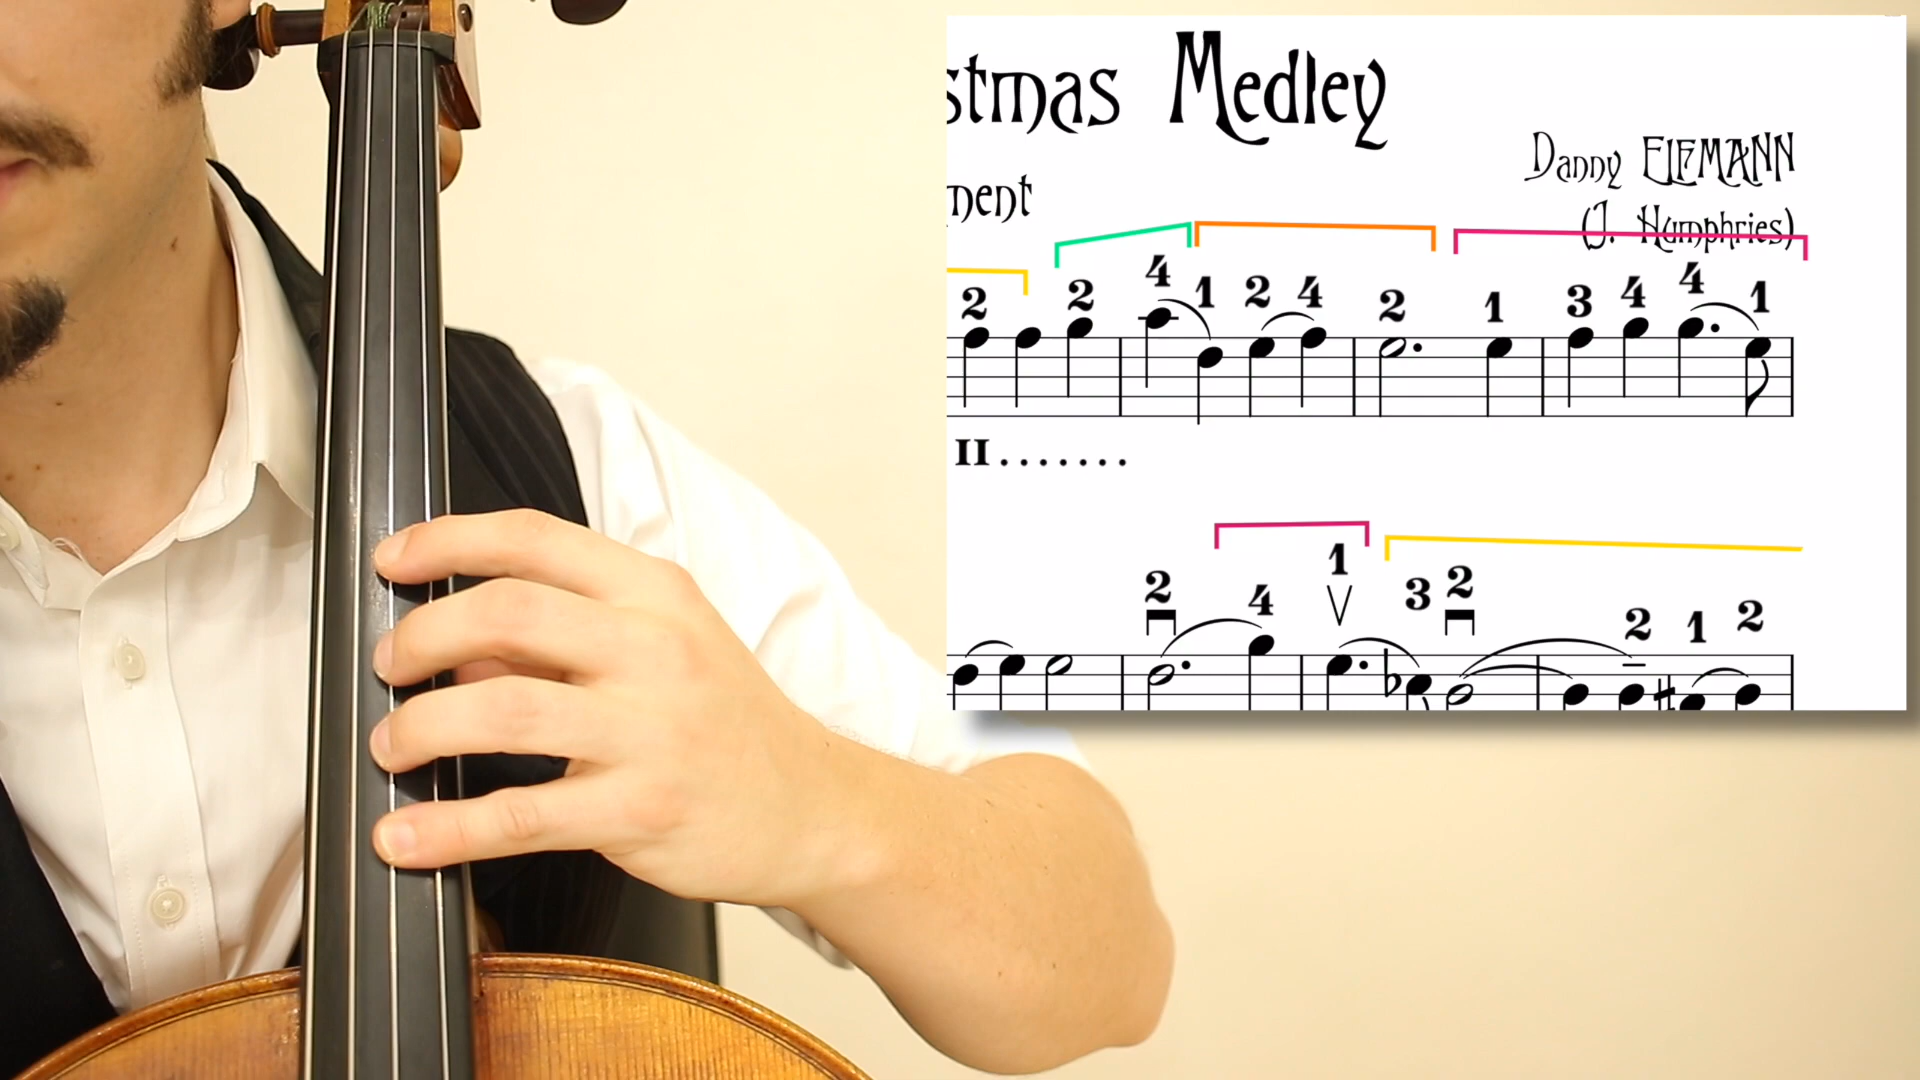 stmas Medley
Danny ELFMANN
ment
(J. Humphries)
2 2 4 1 2 4 2 1 3 4 4 1
II.......
2 4 1 3 2 2 1 2